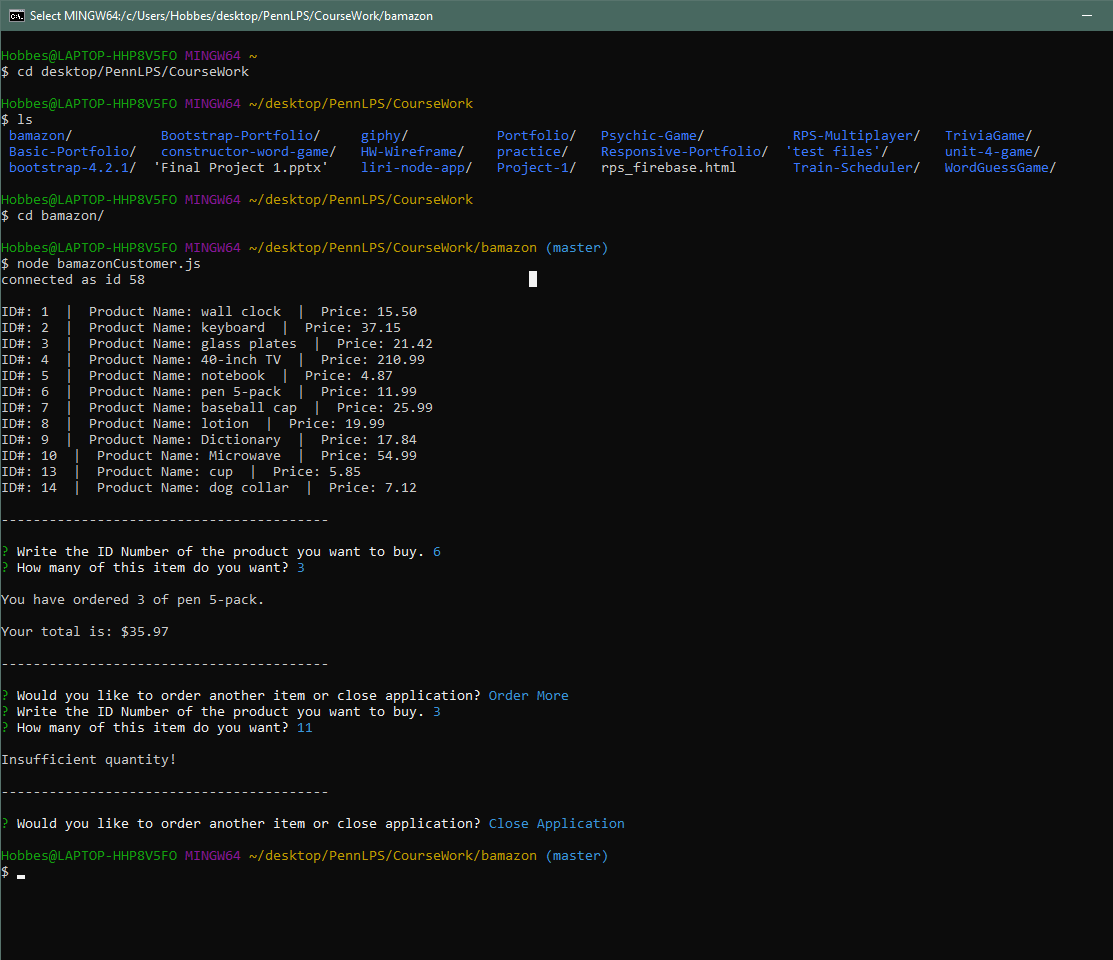 Select MINGW64:/c/Users/Hobbes/desktop/PennLPS/CourseWork/bamazon
Hobbes@LAPTOP-HHP8V5FO MINGW64 ~
$ cd desktop/PennLPS/CourseWork
Hobbes@LAPTOP-HHP8V5FO MINGW64 ~/desktop/PennLPS/CourseWork
$ ls
bamazon/ Bootstrap-Portfolio/ giphy/ Portfolio/ Psychic-Game/ RPS-Multiplayer/ TriviaGame/
Basic-Portfolio/ constructor-word-game/ HW-Wireframe/ practice/ Responsive-Portfolio/ 'test files'/ unit-4-game/
bootstrap-4.2.1/ 'Final Project 1.pptx' liri-node-app/ Project-1/ rps_firebase.html Train-Scheduler/ WordGuessGame/
Hobbes@LAPTOP-HHP8V5FO MINGW64 ~/desktop/PennLPS/CourseWork
$ cd bamazon/
Hobbes@LAPTOP-HHP8V5FO MINGW64 ~/desktop/PennLPS/CourseWork/bamazon (master)
$ node bamazonCustomer.js
connected as id 58
ID#: 1 | Product Name: wall clock | Price: 15.50
ID#: 2 | Product Name: keyboard | Price: 37.15
ID#: 3 | Product Name: glass plates | Price: 21.42
ID#: 4 | Product Name: 40-inch TV | Price: 210.99
ID#: 5 | Product Name: notebook | Price: 4.87
ID#: 6 | Product Name: pen 5-pack | Price: 11.99
ID#: 7 | Product Name: baseball cap | Price: 25.99
ID#: 8 | Product Name: lotion | Price: 19.99
ID#: 9 | Product Name: Dictionary | Price: 17.84
ID#: 10 | Product Name: Microwave | Price: 54.99
ID#: 13 | Product Name: cup | Price: 5.85
ID#: 14 | Product Name: dog collar | Price: 7.12
-----------------------------------------
? Write the ID Number of the product you want to buy. 6
? How many of this item do you want? 3
You have ordered 3 of pen 5-pack.
Your total is: $35.97
-----------------------------------------
? Would you like to order another item or close application? Order More
? Write the ID Number of the product you want to buy. 3
? How many of this item do you want? 11
Insufficient quantity!
-----------------------------------------
? Would you like to order another item or close application? Close Application
Hobbes@LAPTOP-HHP8V5FO MINGW64 ~/desktop/PennLPS/CourseWork/bamazon (master)
$